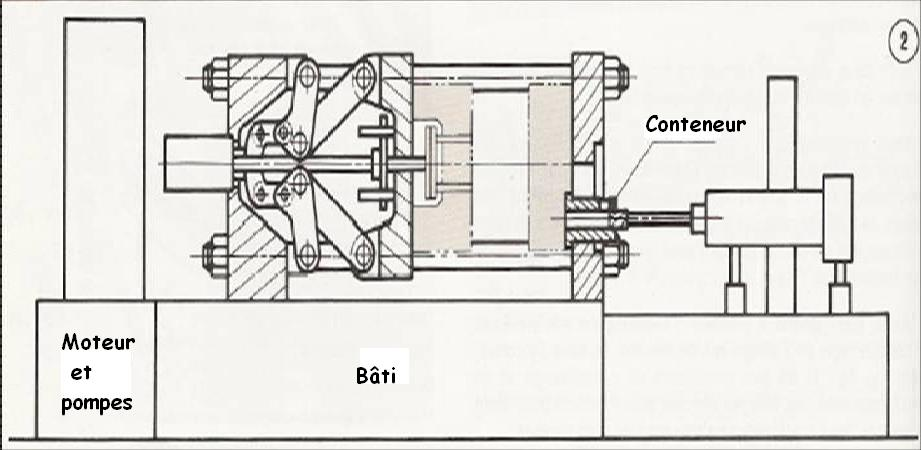 2
Conteneur
Moteur
et
pompes
Bâti